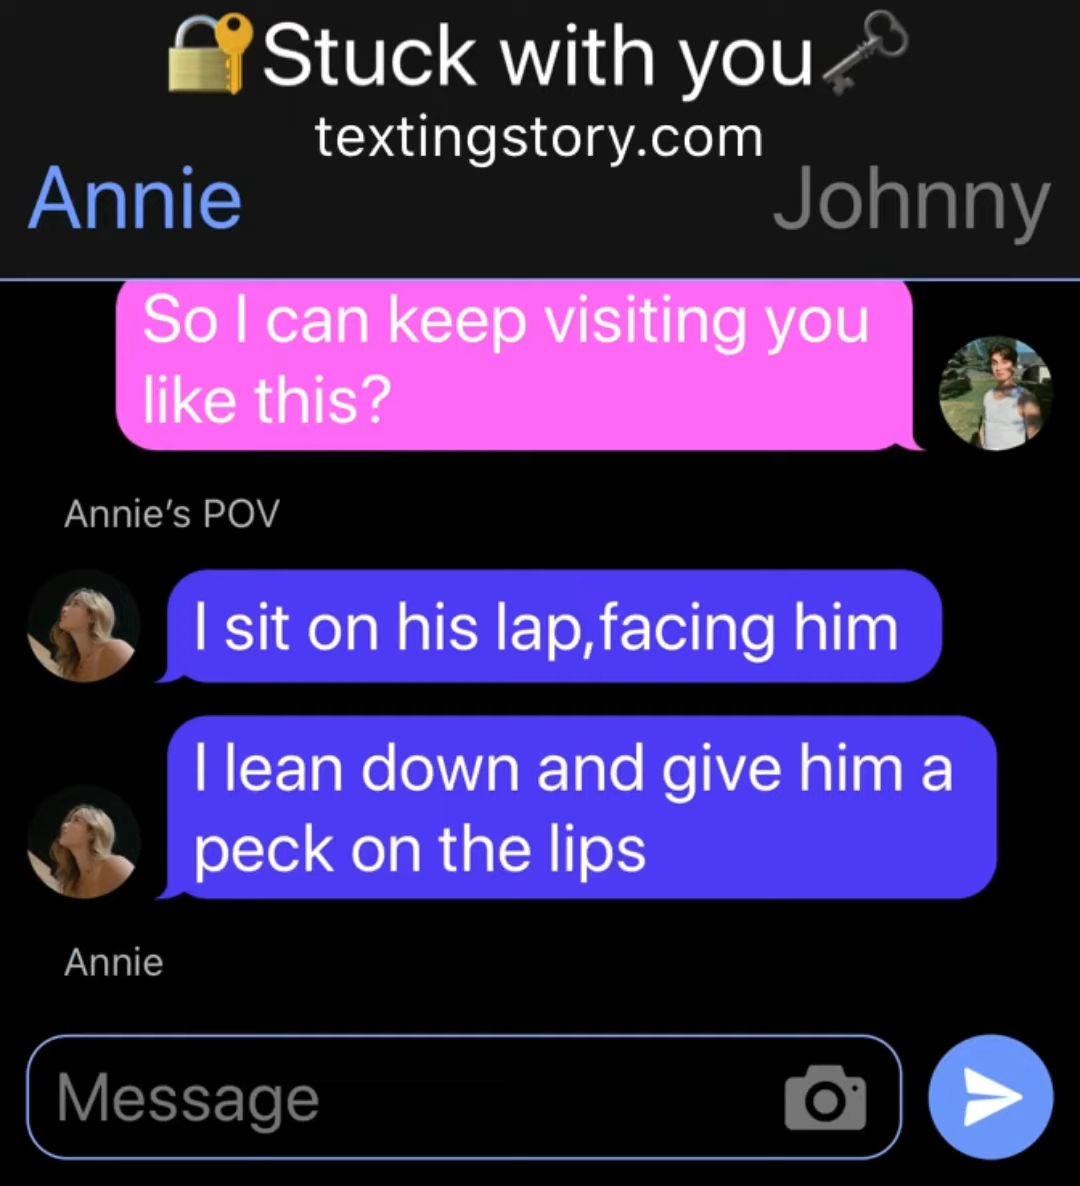 🔐Stuck with you🗝️
textingstory.com
Annie
Johnny
So I can keep visiting you
like this?
Annie’s POV
I sit on his lap,facing him
I lean down and give him a
peck on the lips
Annie
Message